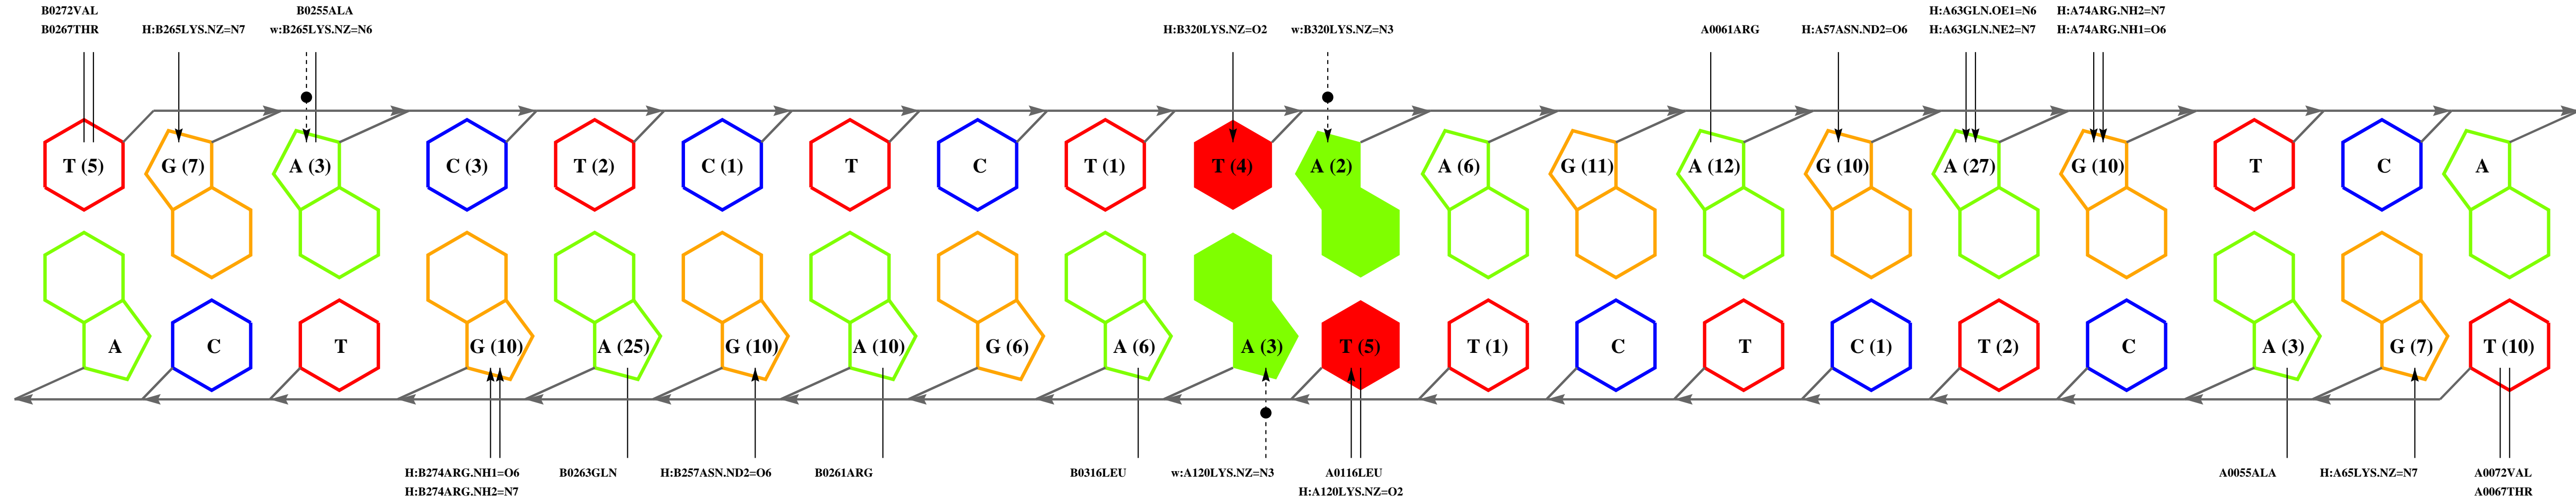 B0272VAL
B0267THR
H:B265LYS.NZ=N7
B0255ALA
w:B265LYS.NZ=N6
H:B320LYS.NZ=O2
w:B320LYS.NZ=N3
A0061ARG
H:A57ASN.ND2=O6
H:A63GLN.OE1=N6
H:A63GLN.NE2=N7
H:A74ARG.NH2=N7
H:A74ARG.NH1=O6
T (5) G (7) A (3) C (3) T (2) C (1) T C T (1) T (4) A (2) A (6) G (11) A (12) G (10) A (27) G (10) T C A
A C T G (10) A (25) G (10) A (10) G (6) A (6) A (3) T (5) T (1) C T C (1) T (2) C A (3) G (7) T (10)
H:B274ARG.NH1=O6
H:B274ARG.NH2=N7
B0263GLN
H:B257ASN.ND2=O6
B0261ARG
B0316LEU
w:A120LYS.NZ=N3
A0116LEU
H:A120LYS.NZ=O2
A0055ALA
H:A65LYS.NZ=N7
A0072VAL
A0067THR